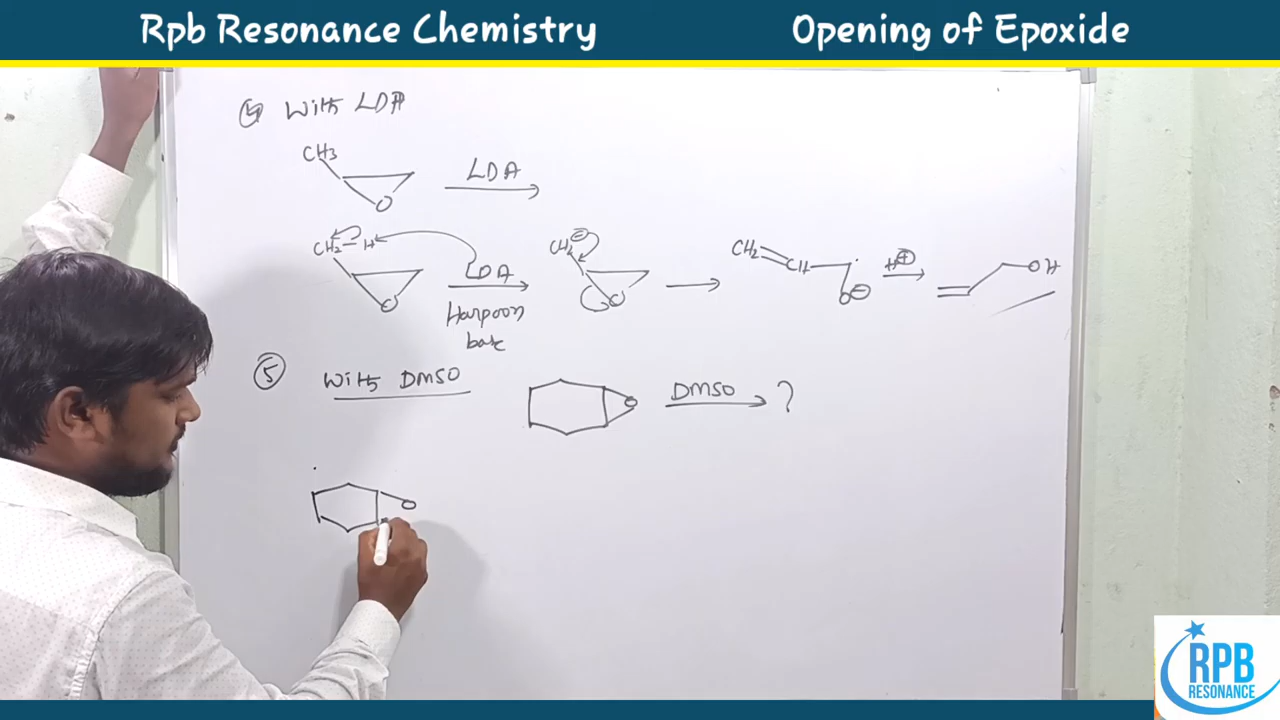 Rpb Resonance Chemistry
Opening of Epoxide
④ With LDA
CH3
LDA
O
CH2-H
LDA
Harpoon
base
O
CH2⊖
O
CH2=CH
O⊖
H⊕
OH
⑤ With DMSO
O
DMSO
?
O
RPB
RESONANCE